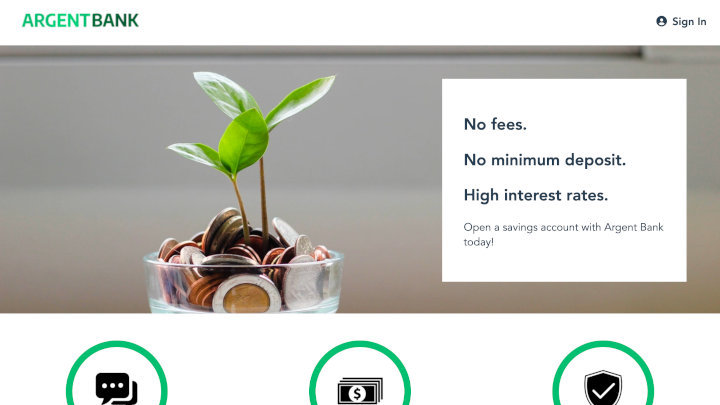 ARGENTBANK
Sign In
No fees.
No minimum deposit.
High interest rates.
Open a savings account with Argent Bank
today!